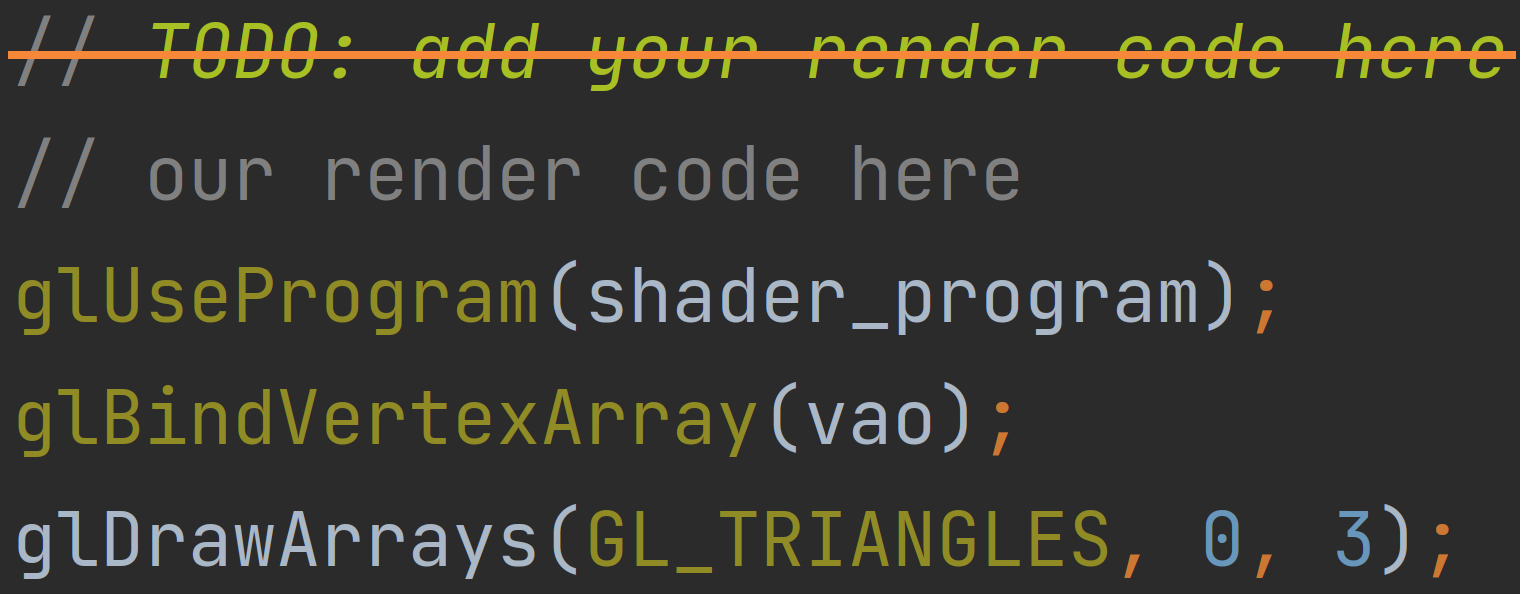 // TODO: add your render code here
// our render code here
glUseProgram(shader_program);
glBindVertexArray(vao);
glDrawArrays(GL_TRIANGLES, 0, 3);